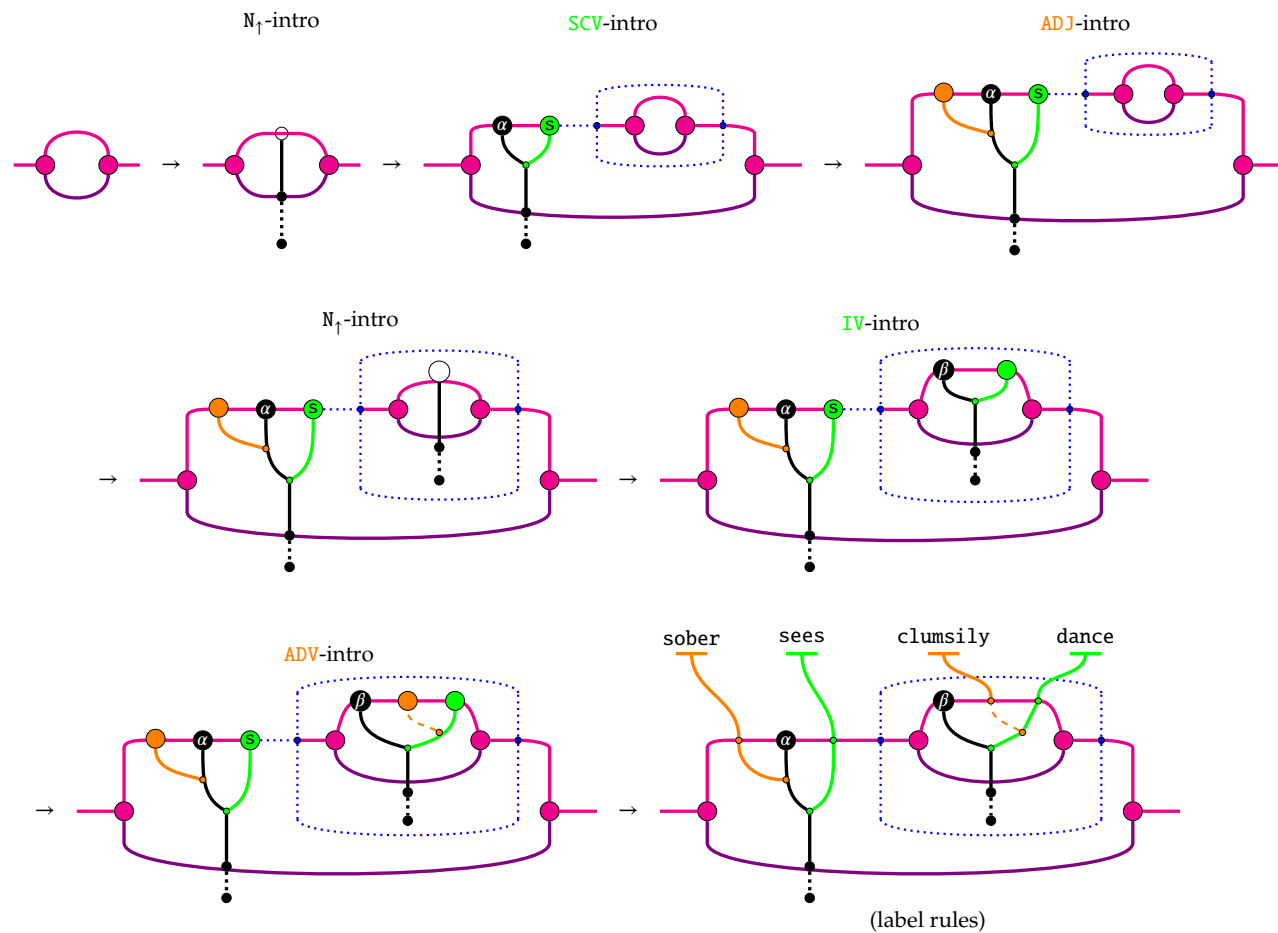 N↑-intro
SCV-intro
ADJ-intro
α S
α S
→ → → →
N↑-intro
IV-intro
α S
β
α S
→ →
ADV-intro
sober sees clumsily dance
β
α S
β
α
→ →
(label rules)